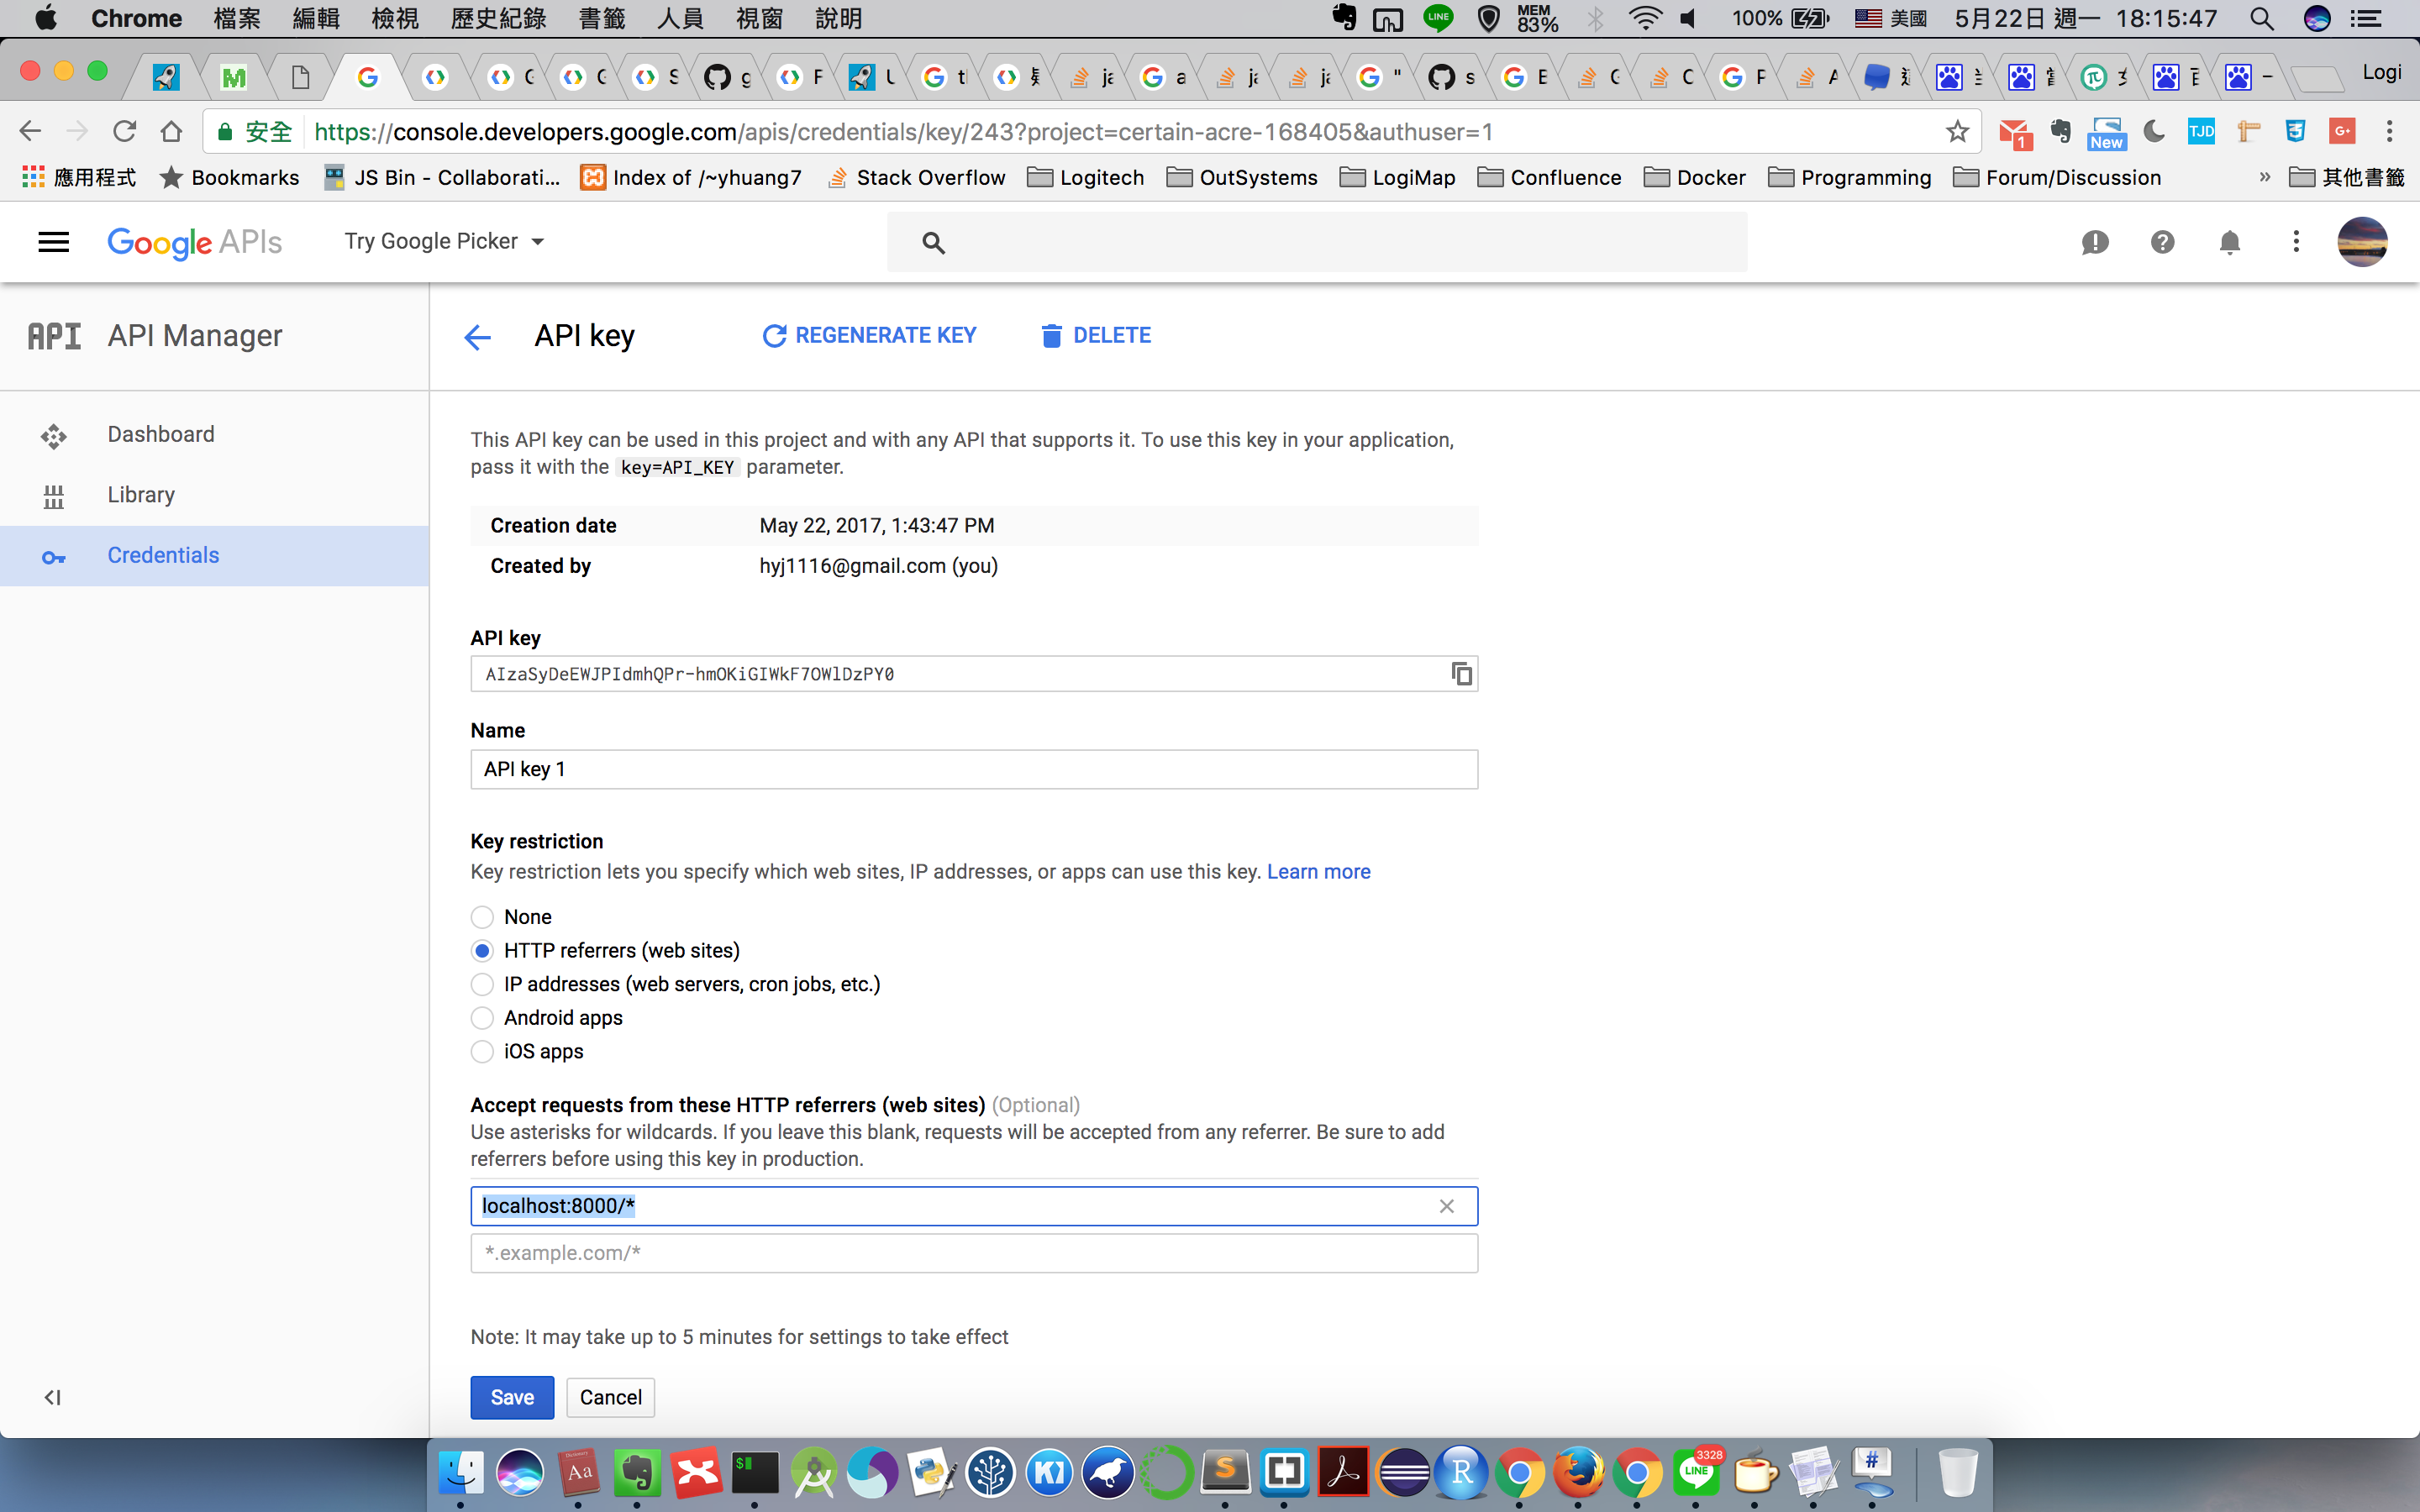 Chrome 檔案 編輯 檢視 歷史紀錄 書籤 人員 視窗 說明 LINE MEM 83% 100% 美國 5月22日 週一 18:15:47
Logi
安全 https://console.developers.google.com/apis/credentials/key/243?project=certain-acre-168405&authuser=1 1 New TJD G+
應用程式 Bookmarks JS Bin - Collaborati... Index of /~yhuang7 Stack Overflow Logitech OutSystems LogiMap Confluence Docker Programming Forum/Discussion » 其他書籤
Google APIs Try Google Picker
API API Manager
API key REGENERATE KEY DELETE
Dashboard
Library
Credentials
This API key can be used in this project and with any API that supports it. To use this key in your application,
pass it with the key=API_KEY parameter.
Creation date May 22, 2017, 1:43:47 PM
Created by hyj1116@gmail.com (you)
API key
AIzaSyDeEWJPIdmhQPr-hmOKiGIWkF7OWlDzPY0
Name
API key 1
Key restriction
Key restriction lets you specify which web sites, IP addresses, or apps can use this key. Learn more
None
HTTP referrers (web sites)
IP addresses (web servers, cron jobs, etc.)
Android apps
iOS apps
Accept requests from these HTTP referrers (web sites) (Optional)
Use asterisks for wildcards. If you leave this blank, requests will be accepted from any referrer. Be sure to add
referrers before using this key in production.
localhost:8000/*
*.example.com/*
Note: It may take up to 5 minutes for settings to take effect
Save Cancel
Dictionary Aa $ K S R LINE 3328 #